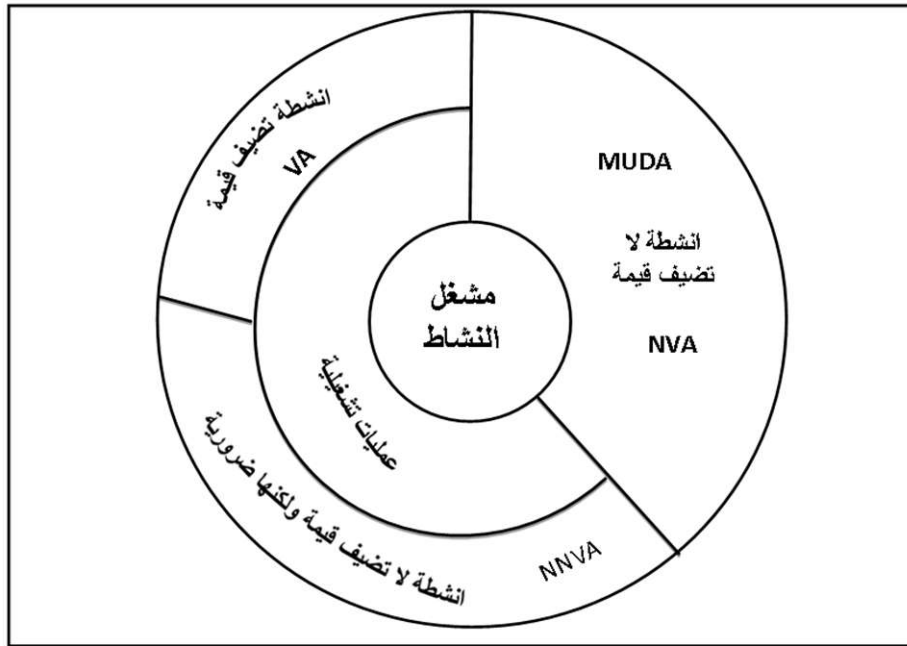 MUDA
انشطة لا
تضيف قيمة
NVA
انشطة تضيف قيمة
VA
مشغل
النشاط
عمليات تشغيلية
انشطة لا تضيف قيمة ولكنها ضرورية
NNVA